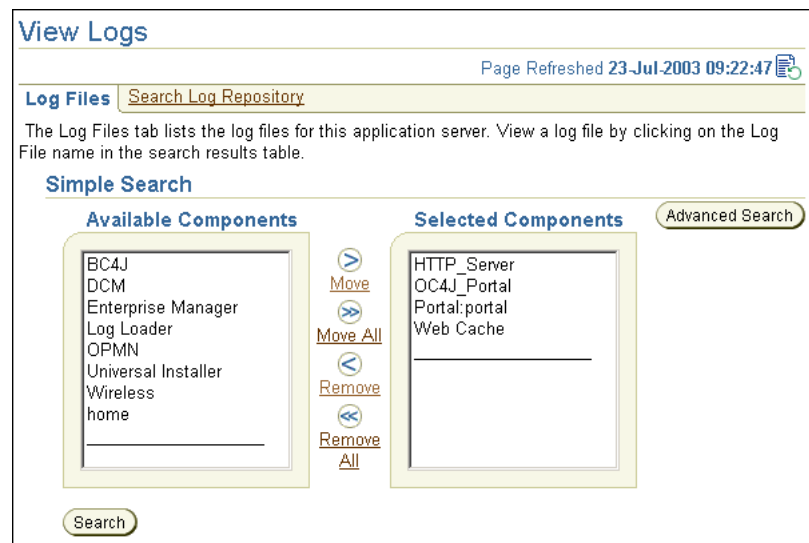 View Logs
Page Refreshed 23-Jul-2003 09:22:47
Log Files Search Log Repository
The Log Files tab lists the log files for this application server. View a log file by clicking on the Log
File name in the search results table.
Simple Search
Available Components
Selected Components
Advanced Search
BC4J
DCM
Enterprise Manager
Log Loader
OPMN
Universal Installer
Wireless
home
Move
Move All
Remove
Remove
All
HTTP_Server
OC4J_Portal
Portal:portal
Web Cache
Search